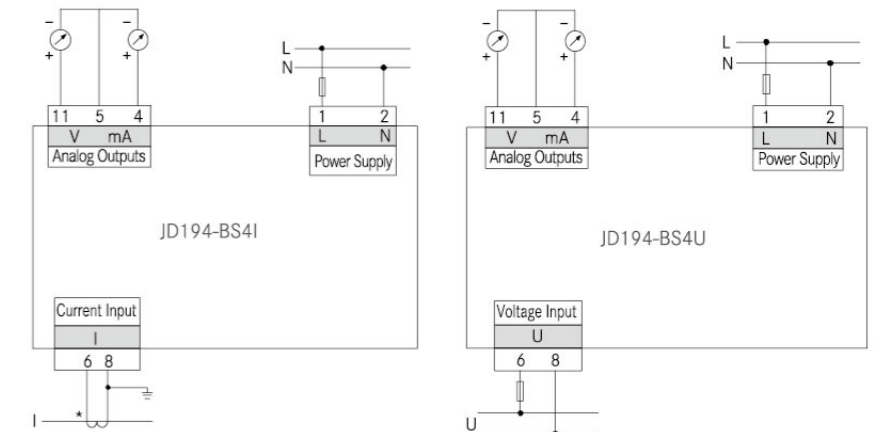 - -
+ +
L
N
11 5 4
V mA
Analog Outputs
1 2
L N
Power Supply
JD194-BS4I
Current Input
I
6 8
I *
- -
+ +
L
N
11 5 4
V mA
Analog Outputs
1 2
L N
Power Supply
JD194-BS4U
Voltage Input
U
6 8
U